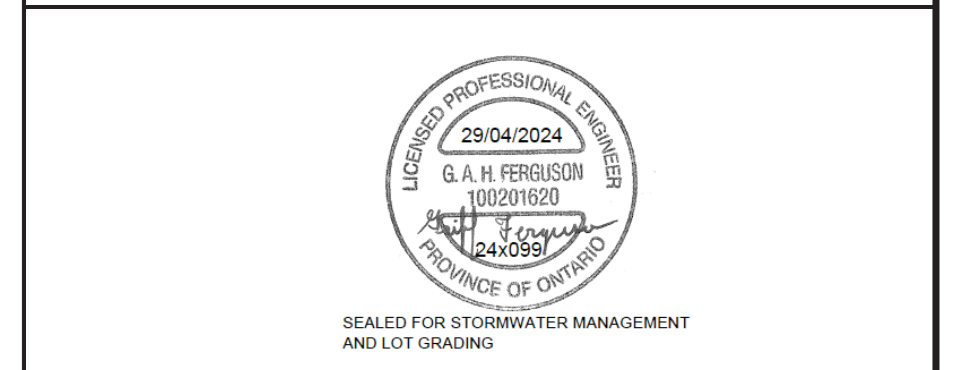 LICENSED PROFESSIONAL ENGINEER
29/04/2024
G. A. H. FERGUSON
100201620
Ferguson
24x099
PROVINCE OF ONTARIO
SEALED FOR STORMWATER MANAGEMENT
AND LOT GRADING